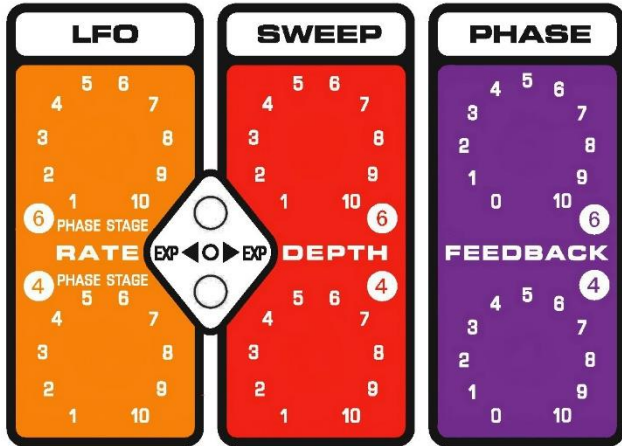 LFO
SWEEP
PHASE
1 2 3 4 5 6 7 8 9 10
1 2 3 4 5 6 7 8 9 10
0 1 2 3 4 5 6 7 8 9 10
6 PHASE STAGE
6
6
RATE
EXP ◀ O ▶ EXP
DEPTH
FEEDBACK
4 PHASE STAGE
4
4
1 2 3 4 5 6 7 8 9 10
1 2 3 4 5 6 7 8 9 10
0 1 2 3 4 5 6 7 8 9 10